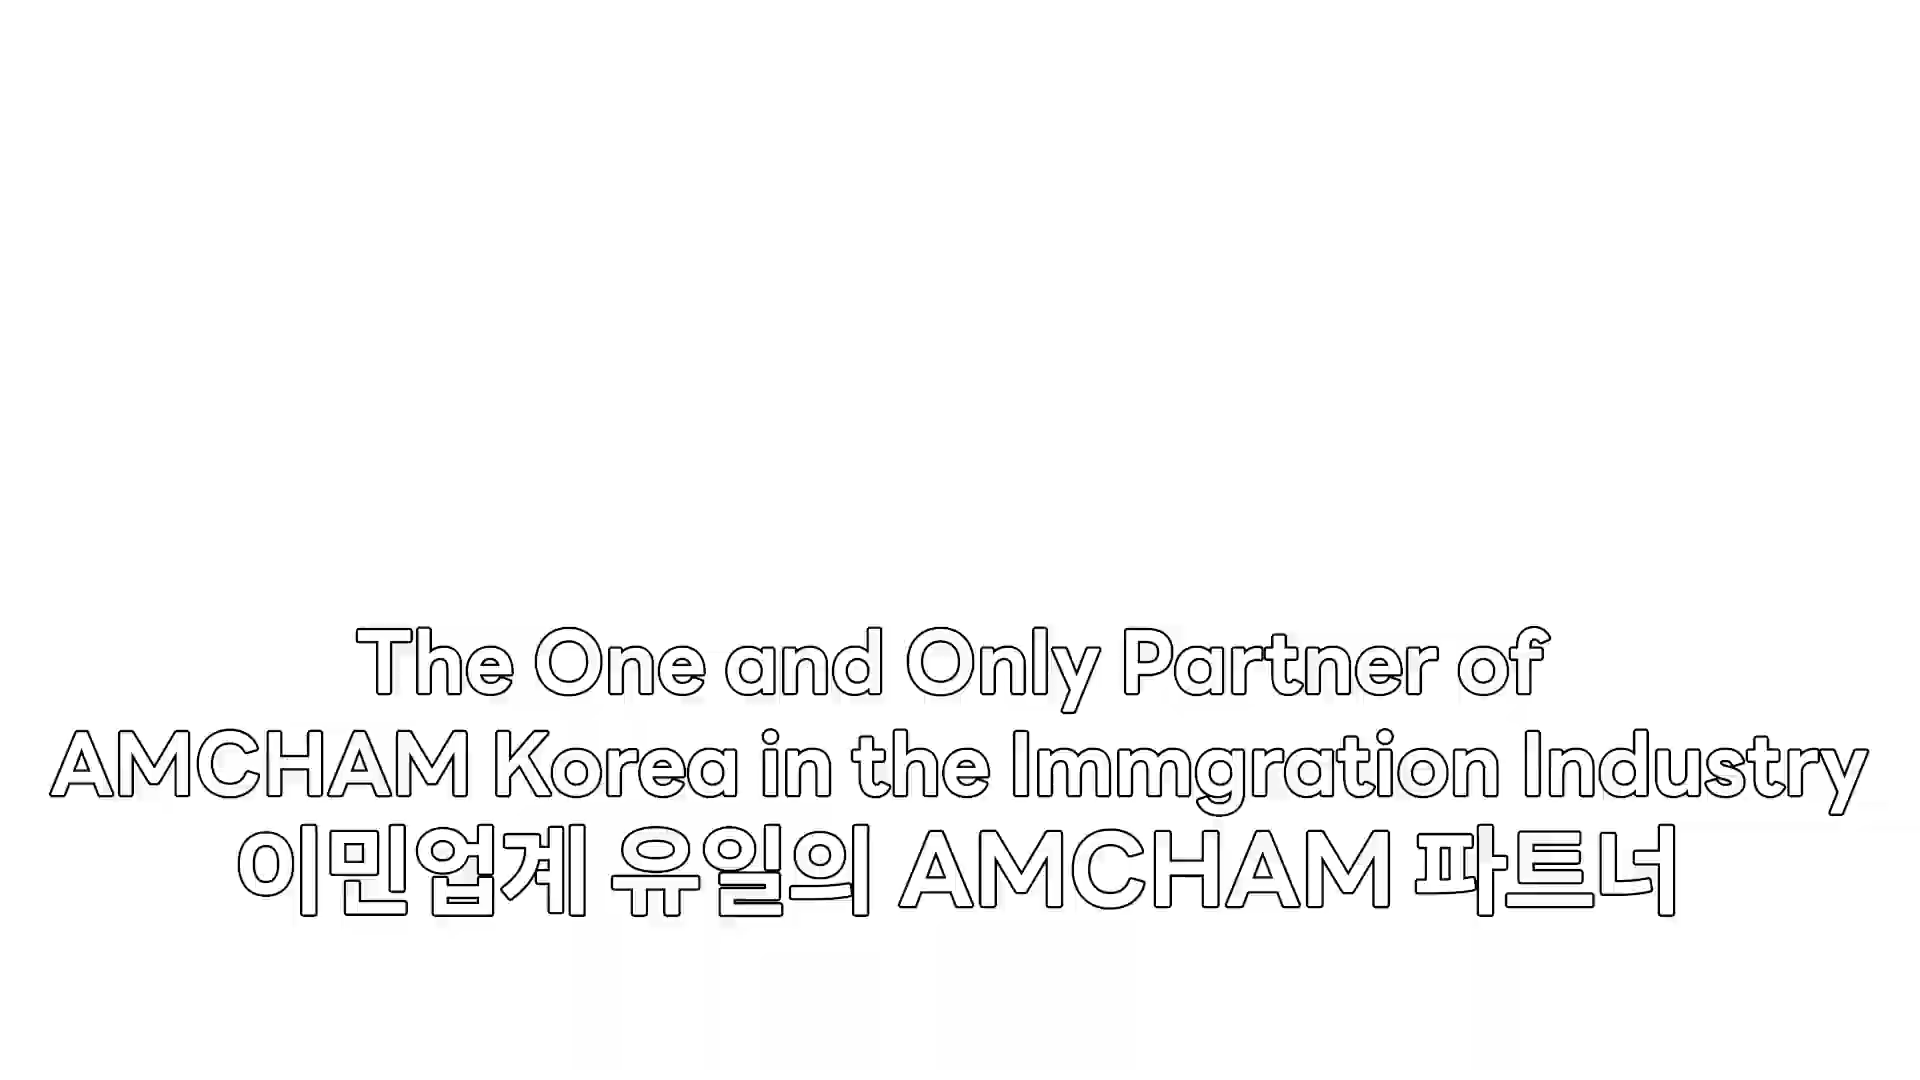 The One and Only Partner of
AMCHAM Korea in the Immgration Industry
이민업계 유일의 AMCHAM 파트너